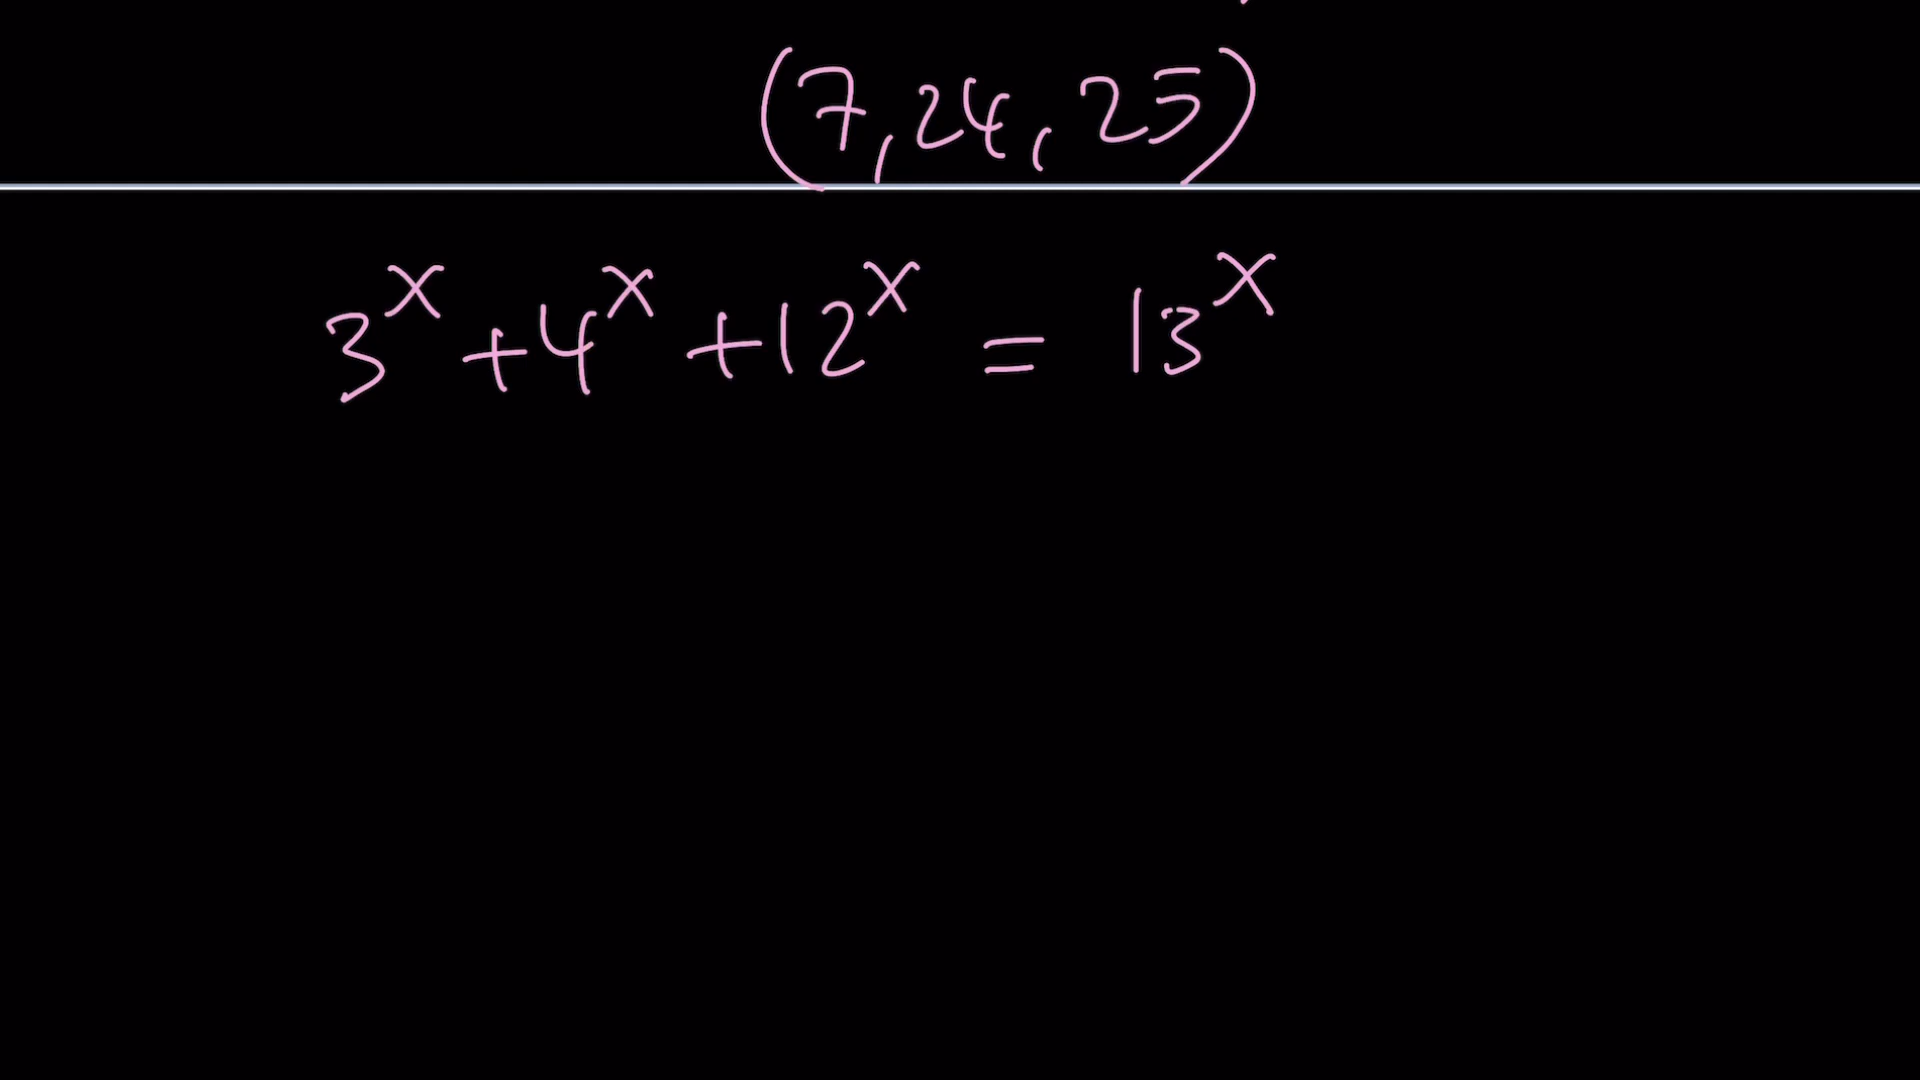 (7, 24, 25)
3^x + 4^x + 12^x = 13^x